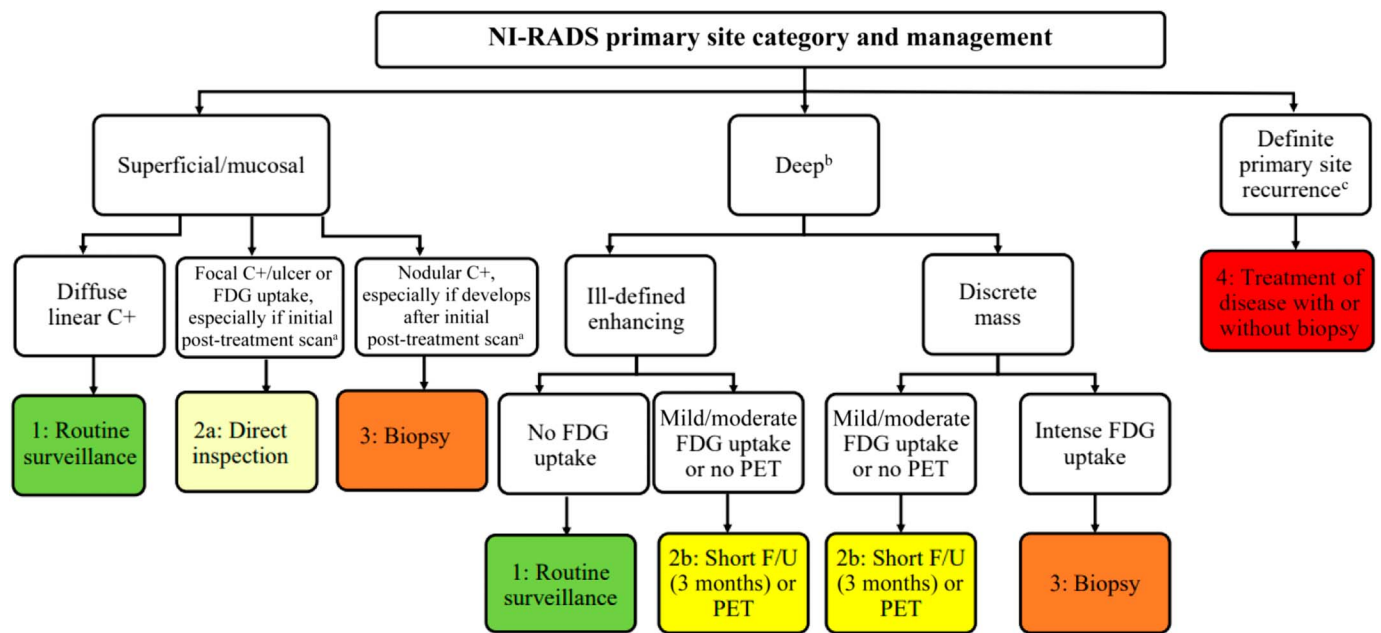 NI-RADS primary site category and management
Superficial/mucosal
Deepᵇ
Definite
primary site
recurrenceᶜ
Diffuse
linear C+
Focal C+/ulcer or
FDG uptake,
especially if initial
post-treatment scanᵃ
Nodular C+,
especially if develops
after initial
post-treatment scanᵃ
Ill-defined
enhancing
Discrete
mass
4: Treatment of
disease with or
without biopsy
1: Routine
surveillance
2a: Direct
inspection
3: Biopsy
No FDG
uptake
Mild/moderate
FDG uptake
or no PET
Mild/moderate
FDG uptake
or no PET
Intense FDG
uptake
1: Routine
surveillance
2b: Short F/U
(3 months) or
PET
2b: Short F/U
(3 months) or
PET
3: Biopsy